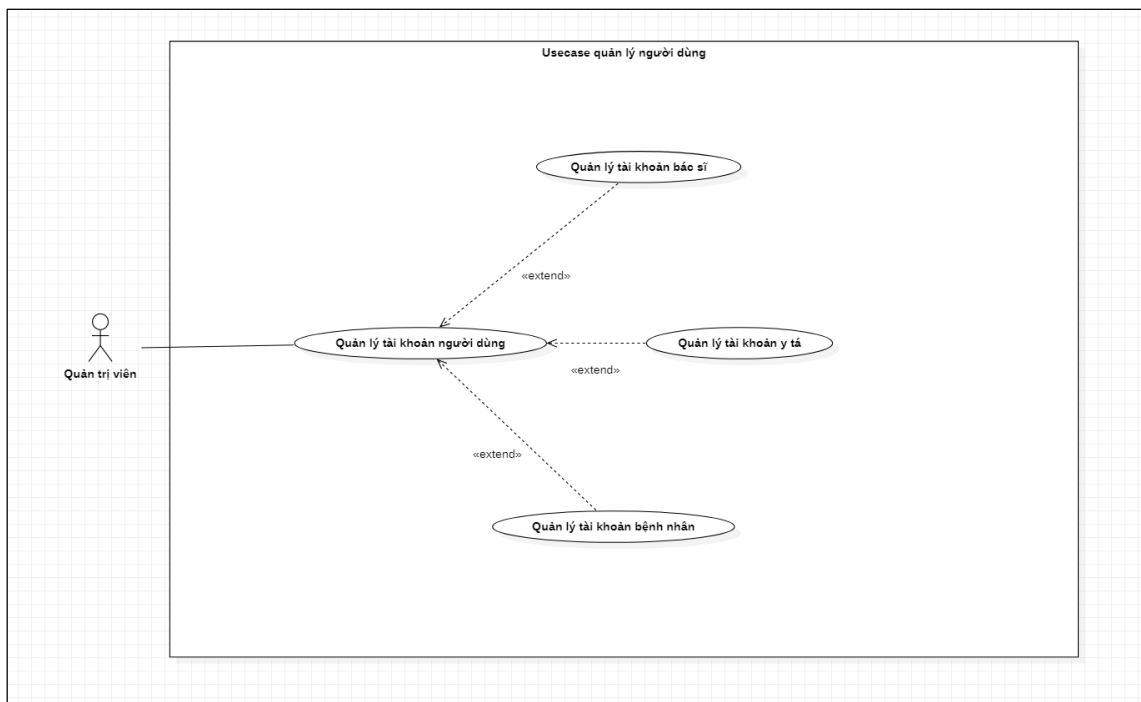 Usecase quản lý người dùng
Quản lý tài khoản bác sĩ
«extend»
Quản lý tài khoản người dùng
Quản lý tài khoản y tá
«extend»
Quản trị viên
«extend»
Quản lý tài khoản bệnh nhân